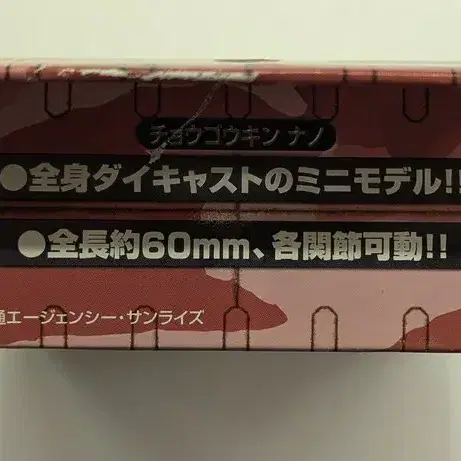 チョウゴウキン ナノ
●全身ダイキャストのミニモデル!!
●全長約60mm、各関節可動!!
通エージェンシー・サンライズ